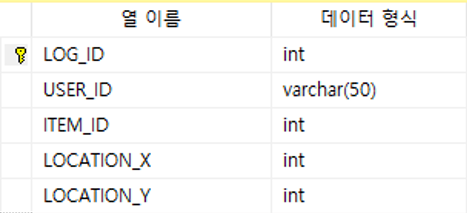 열 이름 데이터 형식
LOG_ID int
USER_ID varchar(50)
ITEM_ID int
LOCATION_X int
LOCATION_Y int